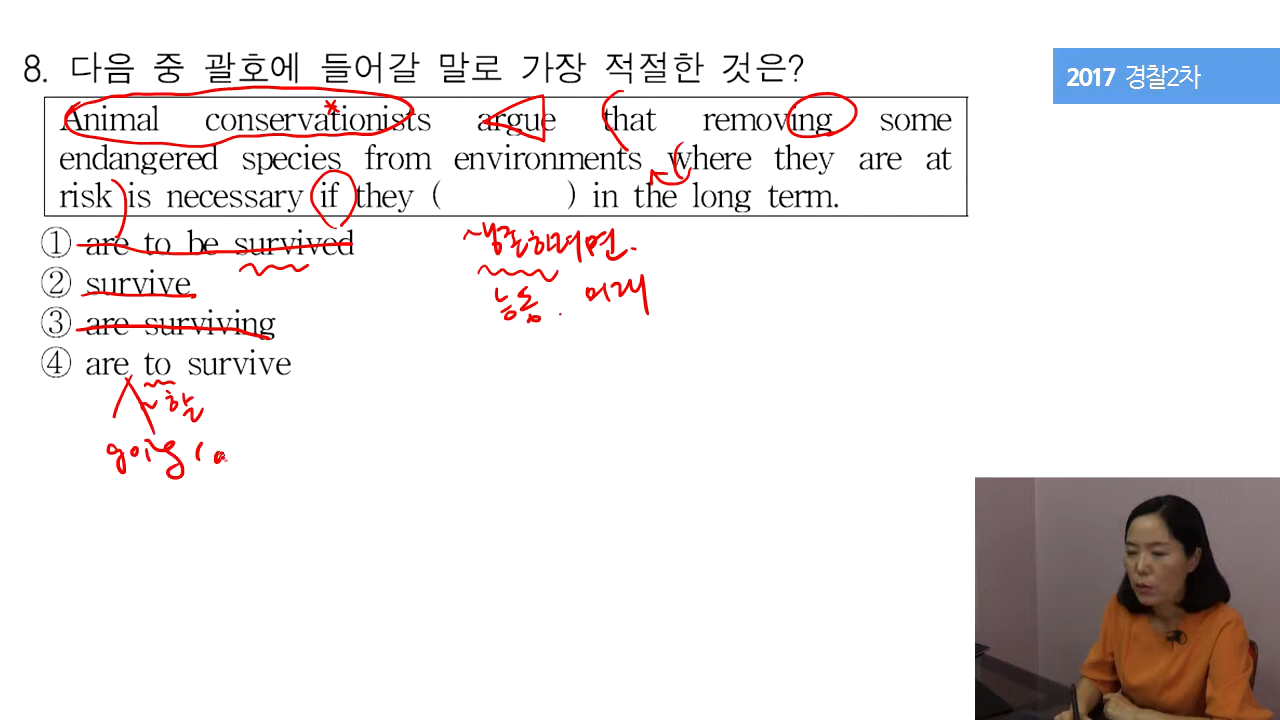 8. 다음 중 괄호에 들어갈 말로 가장 적절한 것은?
2017 경찰2차
Animal conservationists argue that removing some
endangered species from environments where they are at
risk is necessary if they ( ) in the long term.
① are to be survived
② survive
③ are surviving
④ are to survive
~생존하려면.
능동. 미래
~할
going